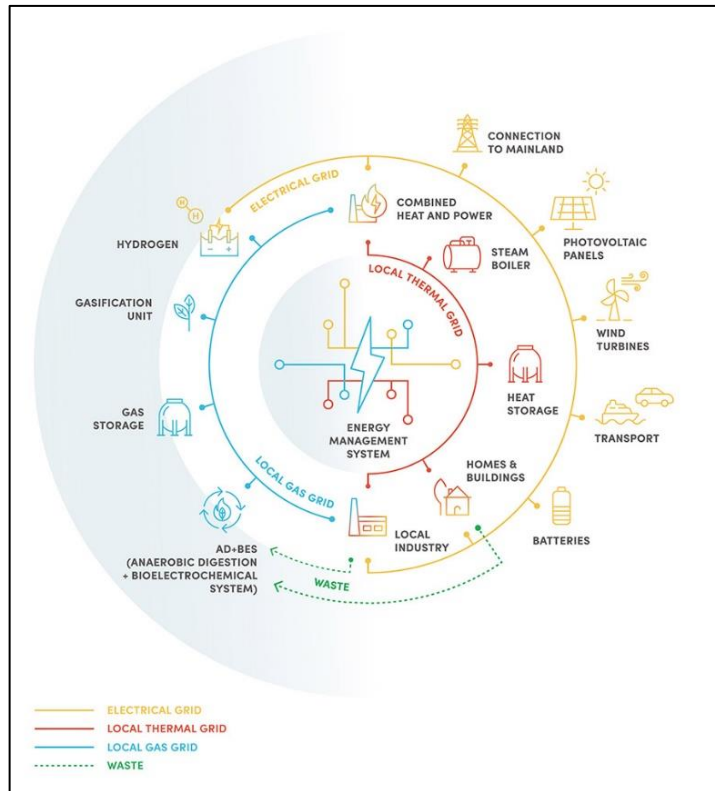 CONNECTION
TO MAINLAND
ELECTRICAL GRID
COMBINED
HEAT AND POWER
H
H
HYDROGEN
STEAM
BOILER
PHOTOVOLTAIC
PANELS
LOCAL THERMAL GRID
GASIFICATION
UNIT
WIND
TURBINES
HEAT
STORAGE
GAS
STORAGE
ENERGY
MANAGEMENT
SYSTEM
TRANSPORT
HOMES &
BUILDINGS
LOCAL GAS GRID
LOCAL
INDUSTRY
BATTERIES
AD+BES
(ANAEROBIC DIGESTION
+ BIOELECTROCHEMICAL
SYSTEM)
WASTE
ELECTRICAL GRID
LOCAL THERMAL GRID
LOCAL GAS GRID
WASTE